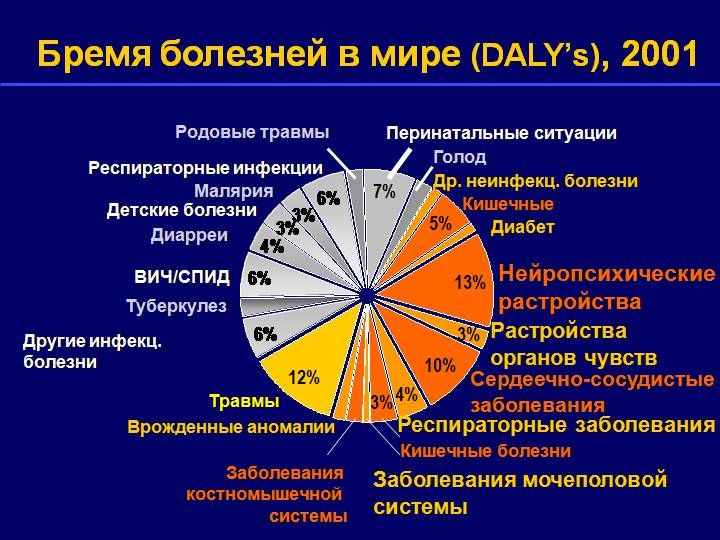 Бремя болезней в мире (DALY’s), 2001
Родовые травмы
Перинатальные ситуации
Голод
Респираторные инфекции
Др. неинфекц. болезни
Малярия
Кишечные
Детские болезни
Диабет
Диарреи
ВИЧ/СПИД
Нейропсихические
растройства
Туберкулез
Растройства
органов чувств
Другие инфекц.
болезни
Сердеечно-сосудистые
заболевания
Травмы
Врожденные аномалии
Респираторные заболевания
Кишечные болезни
Заболевания
костномышечной
системы
Заболевания мочеполовой
системы
7%
5%
13%
3%
10%
4%
3%
12%
6%
6%
4%
3%
3%
6%